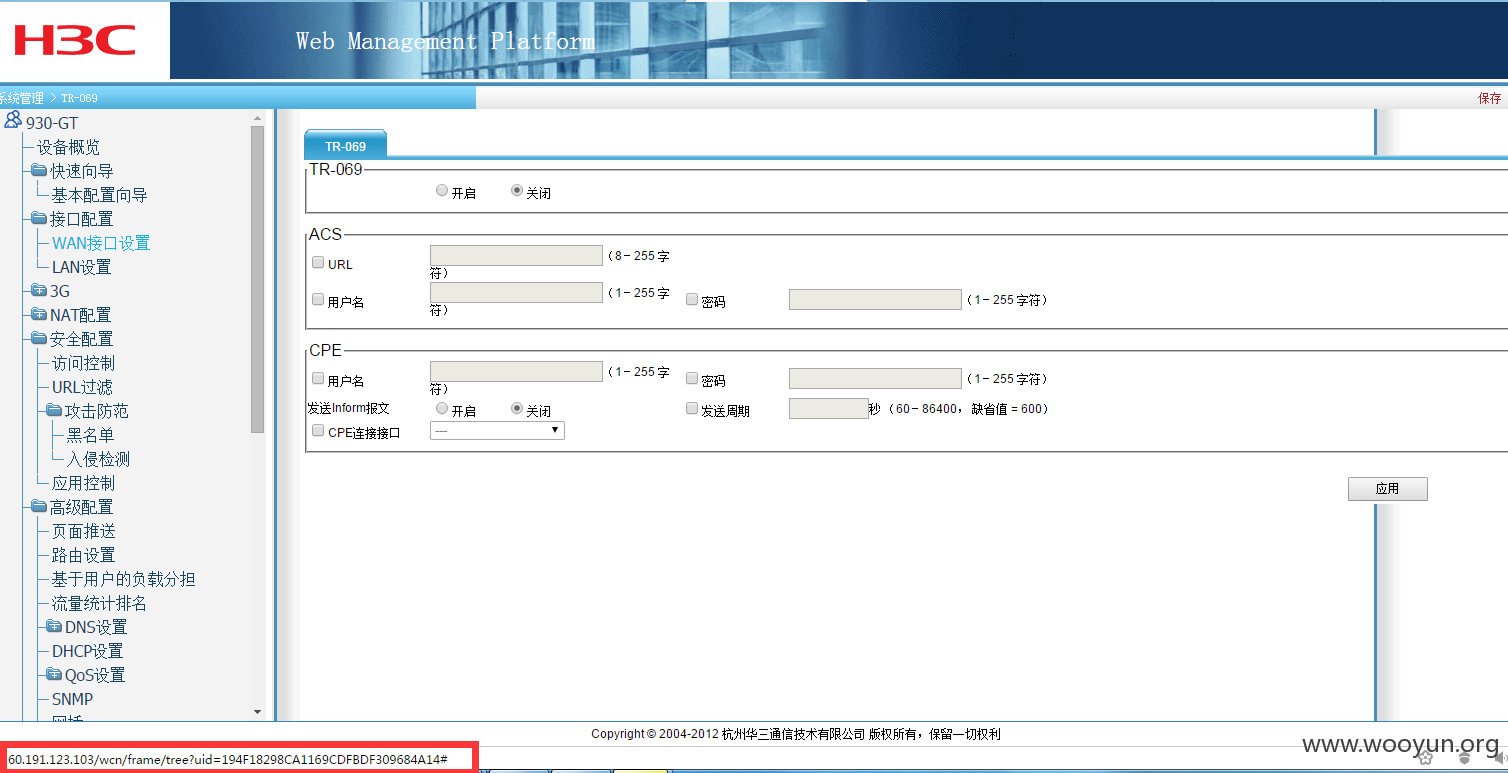 H3C
Web Management Platform
系统管理 > TR-069
保存
930-GT
设备概览
快速向导
基本配置向导
接口配置
WAN接口设置
LAN设置
3G
NAT配置
安全配置
访问控制
URL过滤
攻击防范
黑名单
入侵检测
应用控制
高级配置
页面推送
路由设置
基于用户的负载分担
流量统计排名
DNS设置
DHCP设置
QoS设置
SNMP
TR-069
TR-069
开启 关闭
ACS
URL （8－255 字
符）
用户名 （1－255 字 密码 （1－255 字符）
符）
CPE
用户名 （1－255 字 密码 （1－255 字符）
符）
发送Inform报文 开启 关闭 发送周期 秒（60－86400，缺省值＝600）
CPE连接接口 ---
应用
Copyright © 2004-2012 杭州华三通信技术有限公司 版权所有，保留一切权利
www.wooyun.org
60.191.123.103/wcn/frame/tree?uid=194F18298CA1169CDFBDF309684A14#